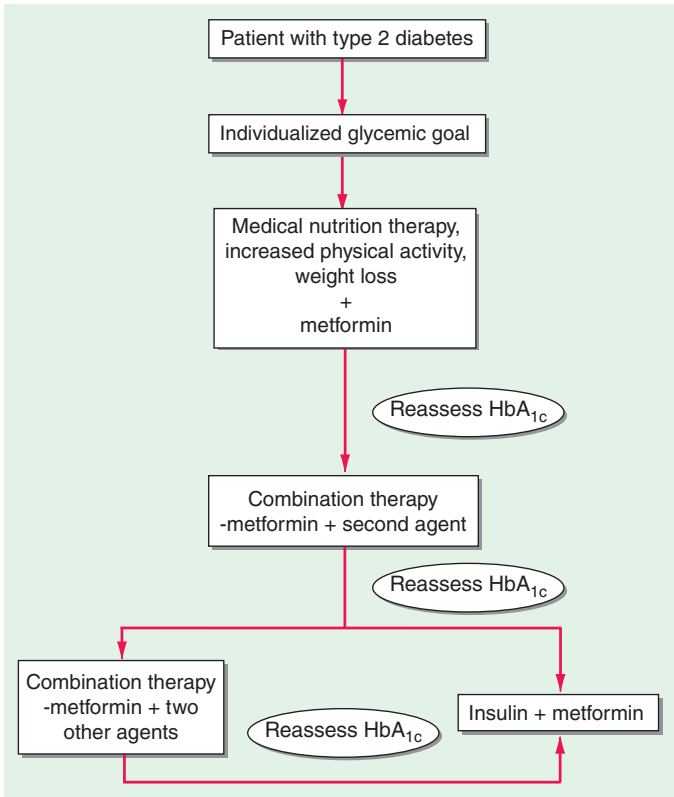 Patient with type 2 diabetes
Individualized glycemic goal
Medical nutrition therapy,
increased physical activity,
weight loss
+
metformin
Reassess HbA1c
Combination therapy
-metformin + second agent
Reassess HbA1c
Combination therapy
-metformin + two
other agents
Reassess HbA1c
Insulin + metformin